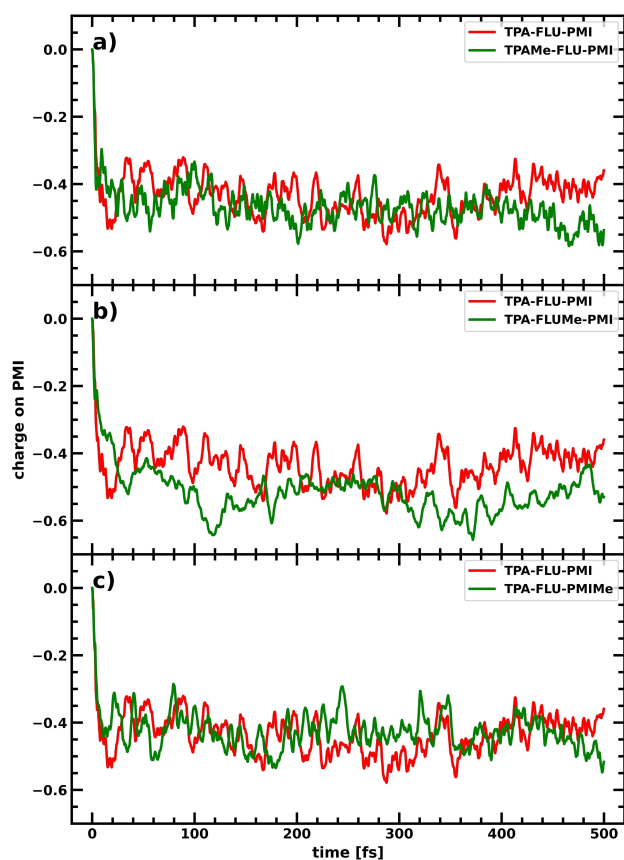 a)
TPA-FLU-PMI
TPAMe-FLU-PMI
0.0
−0.2
−0.4
−0.6
b)
TPA-FLU-PMI
TPA-FLUMe-PMI
0.0
−0.2
−0.4
−0.6
charge on PMI
c)
TPA-FLU-PMI
TPA-FLU-PMIMe
0.0
−0.2
−0.4
−0.6
0 100 200 300 400 500
time [fs]